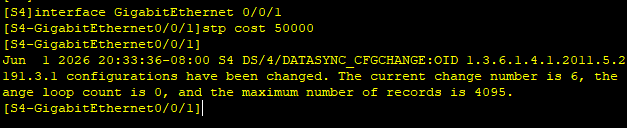 [S4]interface GigabitEthernet 0/0/1
[S4-GigabitEthernet0/0/1]stp cost 50000
[S4-GigabitEthernet0/0/1]
Jun  1 2026 20:33:36-08:00 S4 DS/4/DATASYNC_CFGCHANGE:OID 1.3.6.1.4.1.2011.5.2
191.3.1 configurations have been changed. The current change number is 6, the
ange loop count is 0, and the maximum number of records is 4095.
[S4-GigabitEthernet0/0/1]